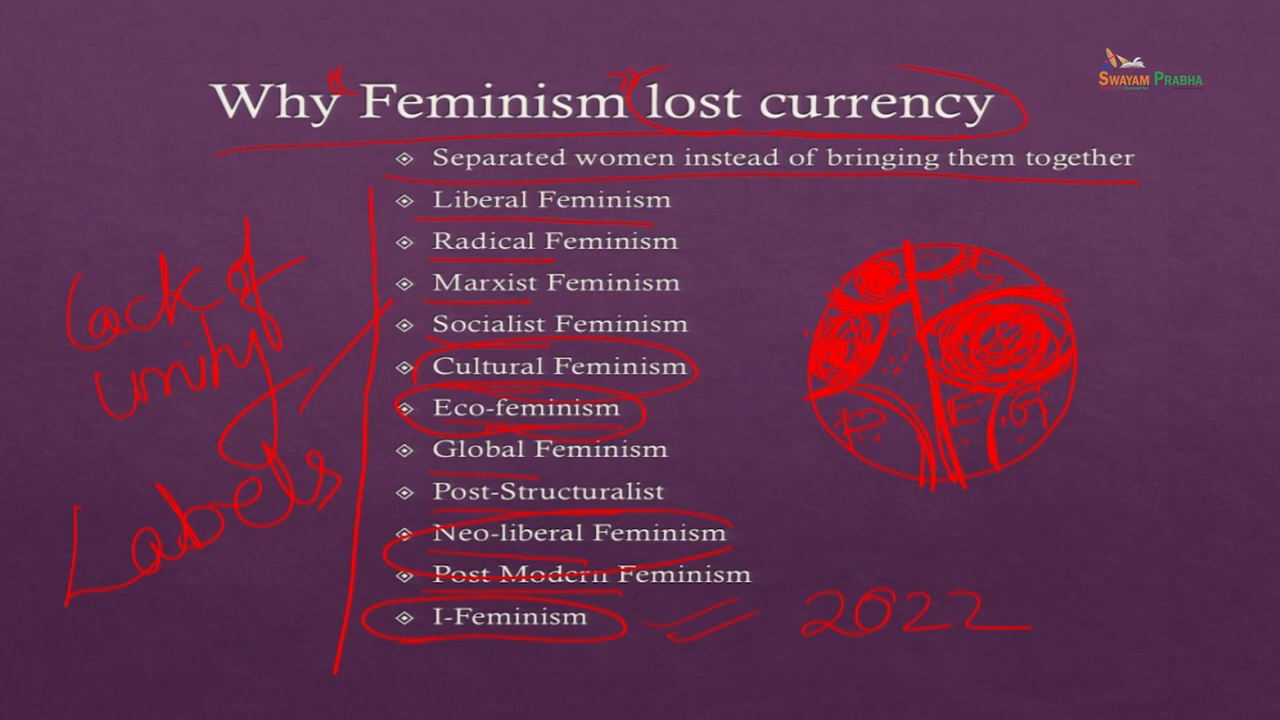 SWAYAM PRABHA
Why "Feminism" lost currency
Separated women instead of bringing them together
Liberal Feminism
Radical Feminism
Marxist Feminism
Socialist Feminism
Cultural Feminism
Eco-feminism
Global Feminism
Post-Structuralist
Neo-liberal Feminism
Post Modern Feminism
I-Feminism
2022
Lack of
unity
Labels
P E G